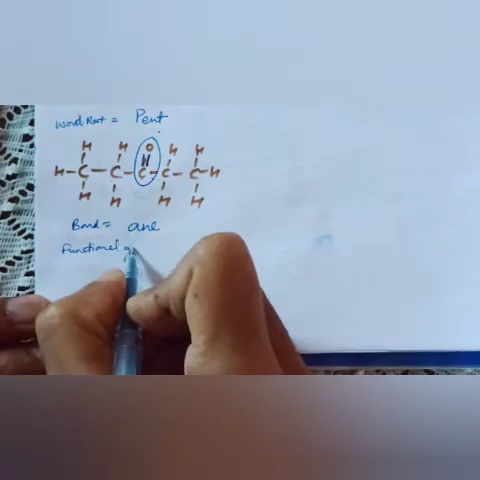 Word Root = Pent
H H O H H
H-C-C-C-C-C-H
H H H H
Bond = ane
Functional g